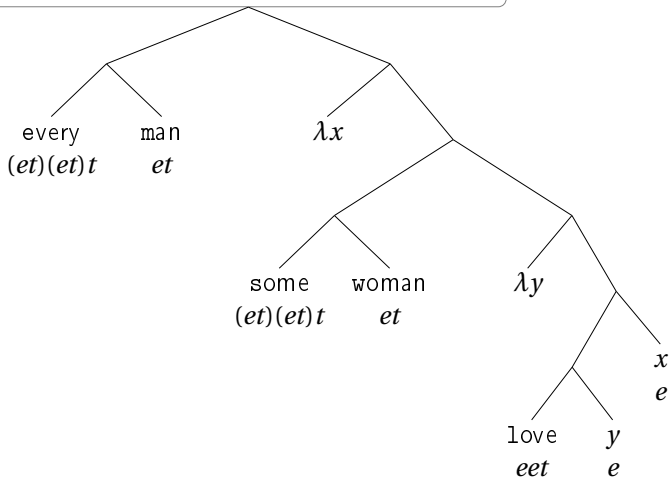 every man λx
(et)(et)t et
some woman λy
(et)(et)t et
x
e
love y
eet e